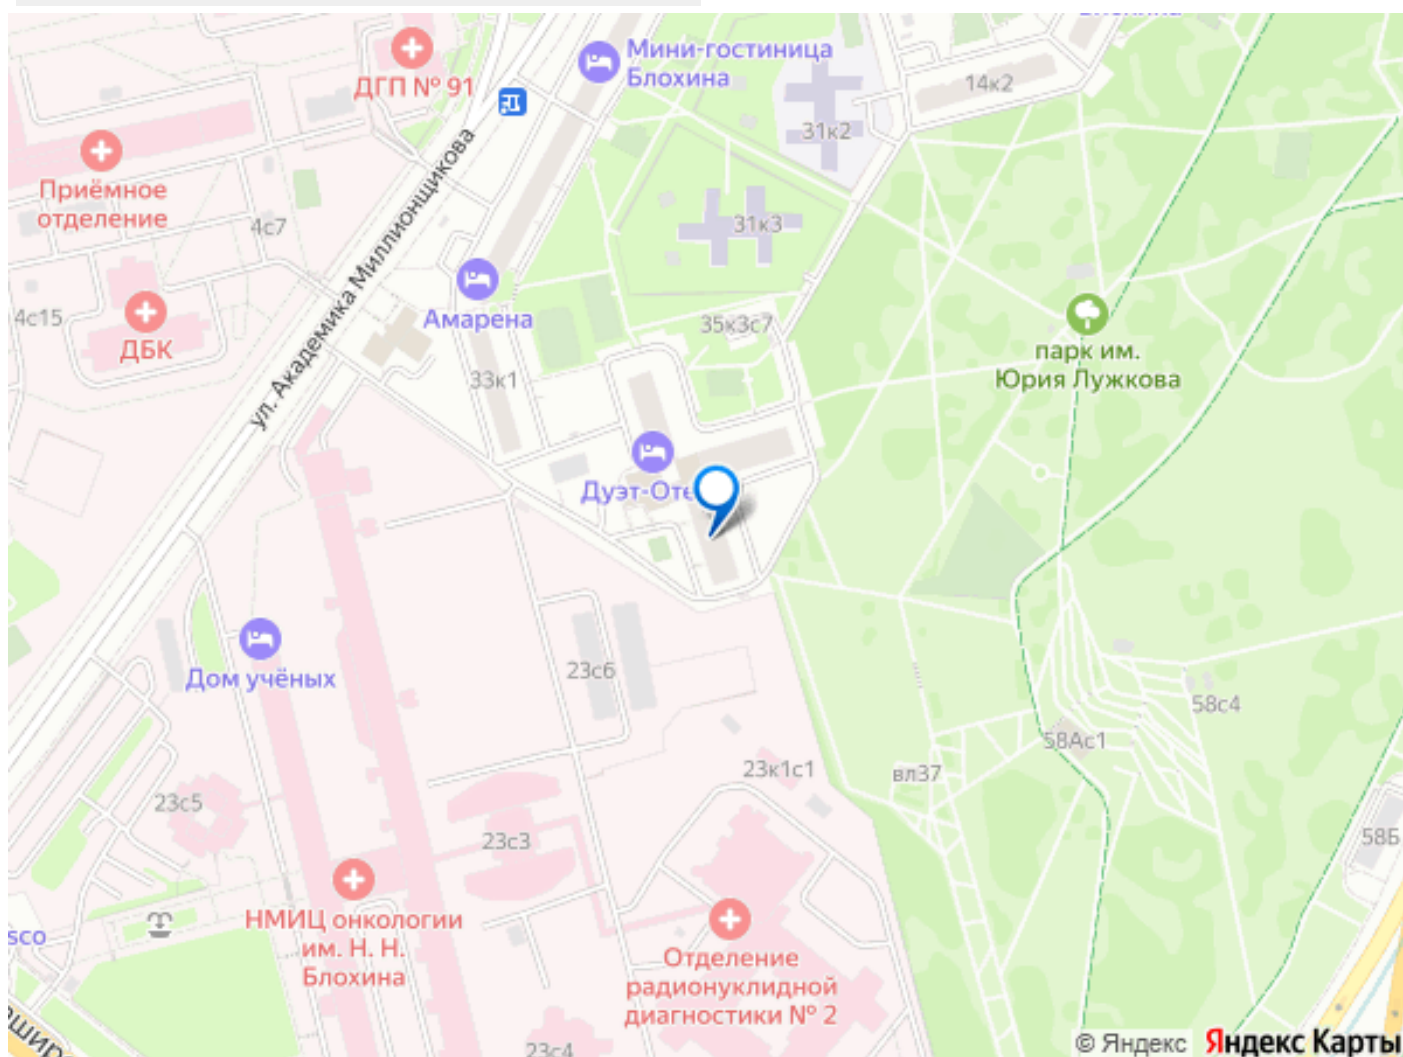 Мини-гостиница
Блохина
ДГП № 91
14к2
31к2
Приёмное
отделение
4с7
31к3
ул. Академика Миллионщикова
4с15
ДБК
Амарена
35к3с7
парк им.
Юрия Лужкова
33к1
Дуэт-Оте
Дом учёных
23с6
58с4
58Ас1
23к1с1
вл37
23с5
23с3
58Б
НМИЦ онкологии
им. Н. Н.
Блохина
sco
Отделение
радионуклидной
диагностики № 2
23с4
© Яндекс Яндекс Карты